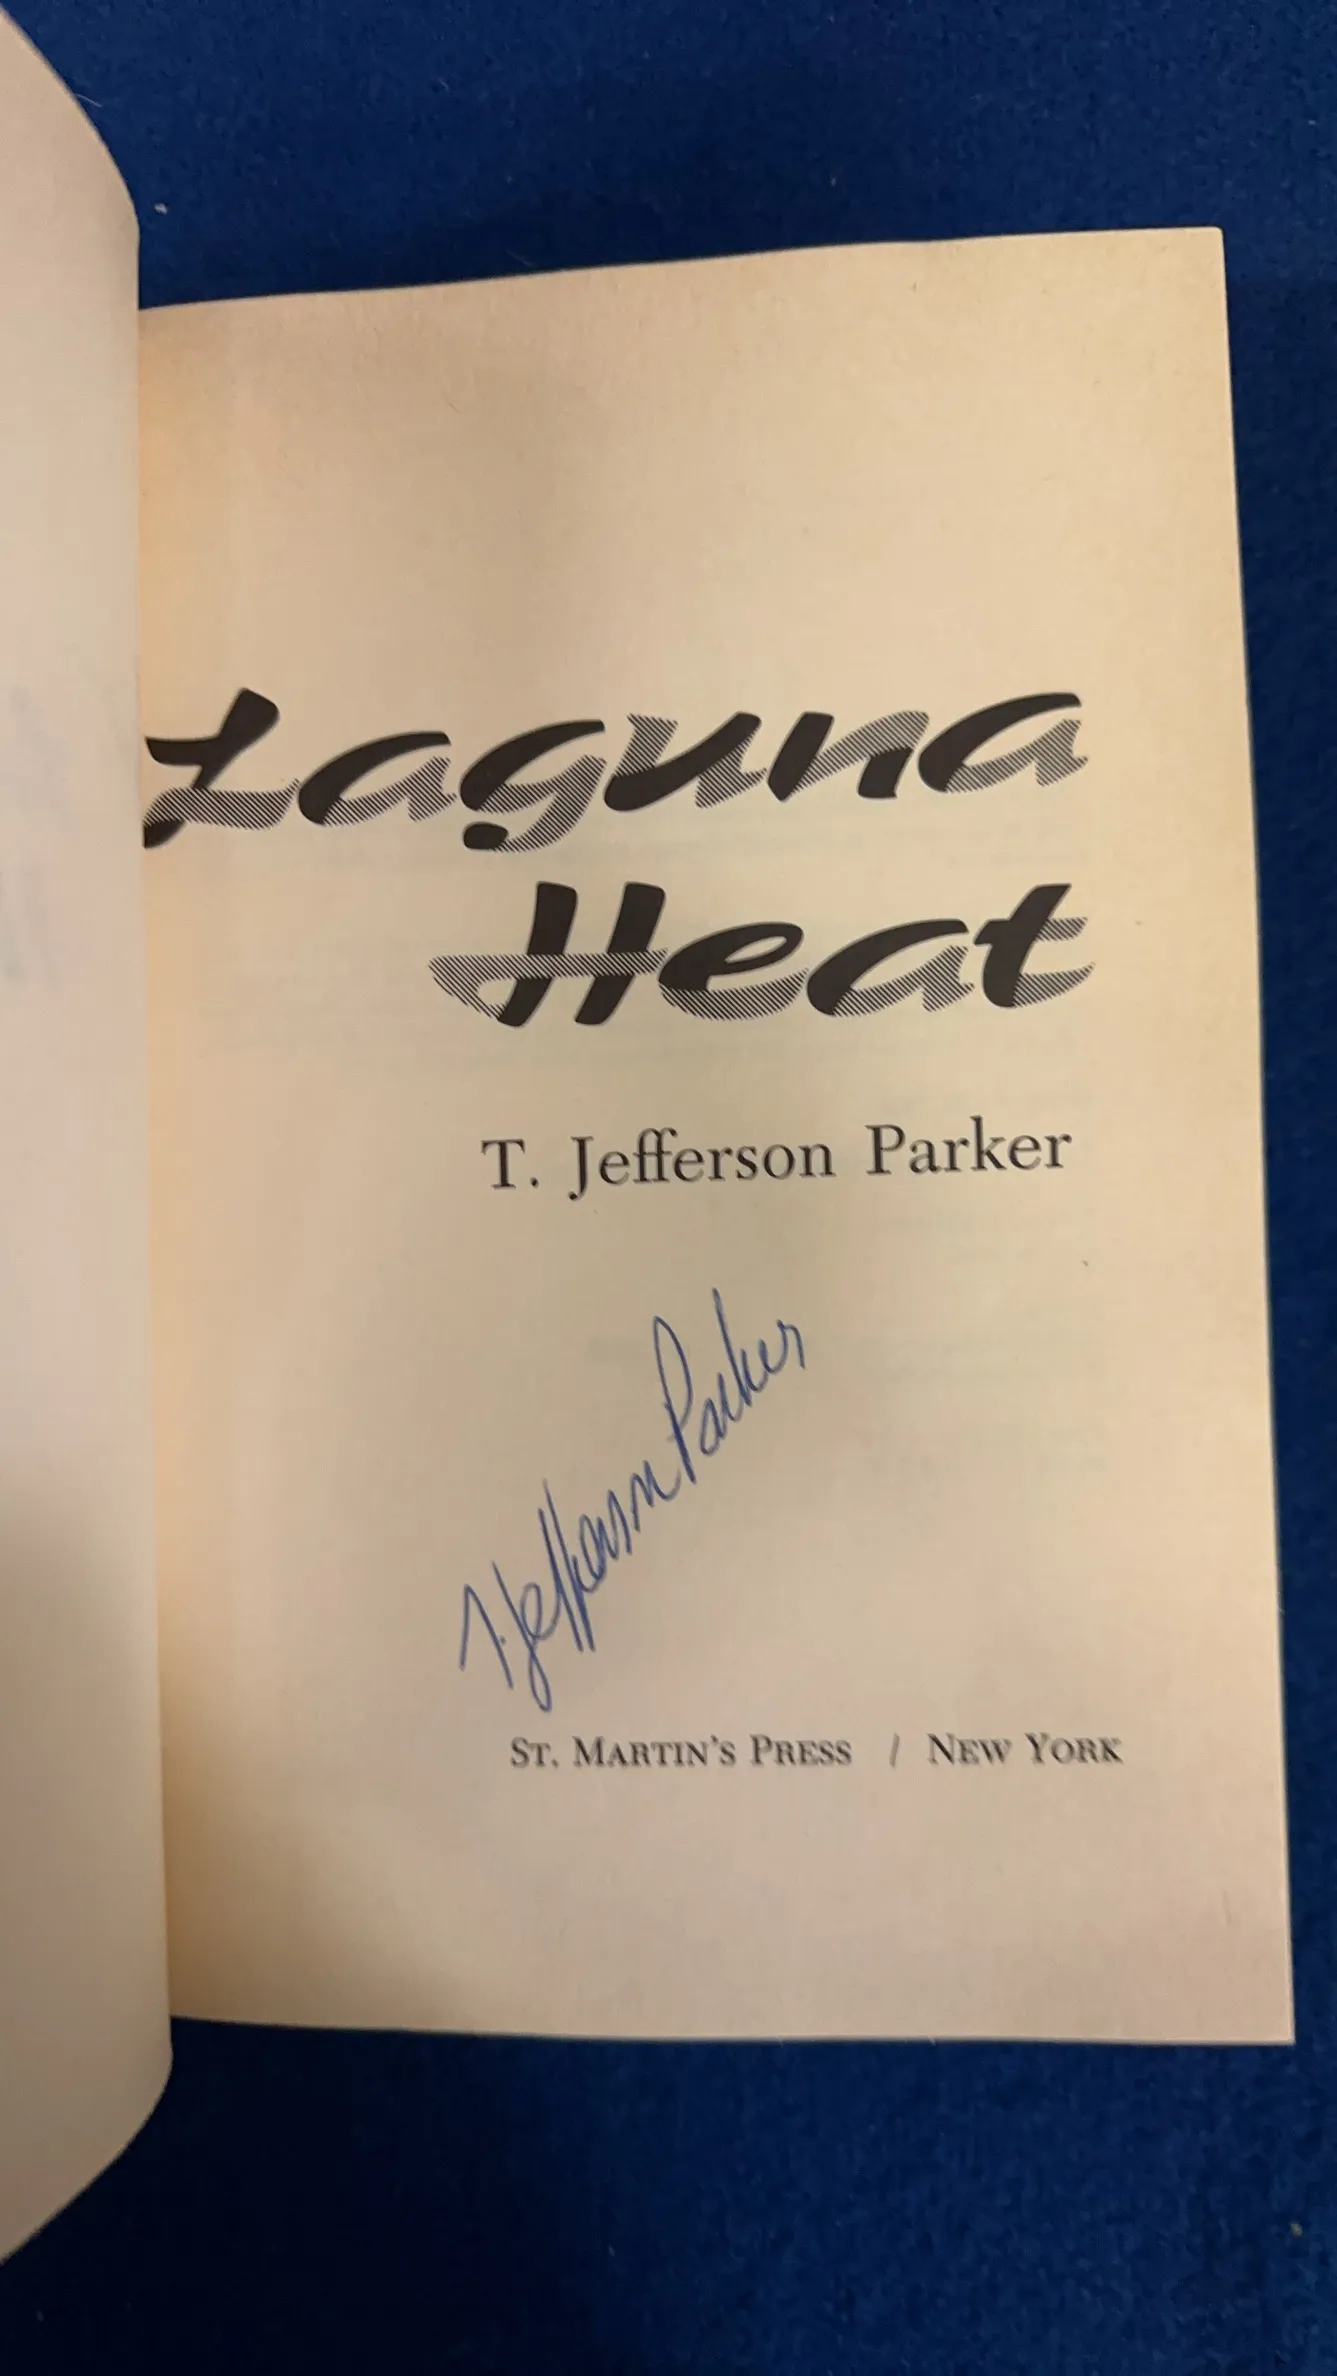 Laguna
Heat
T. Jefferson Parker
T. Jefferson Parker
ST. MARTIN'S PRESS / NEW YORK